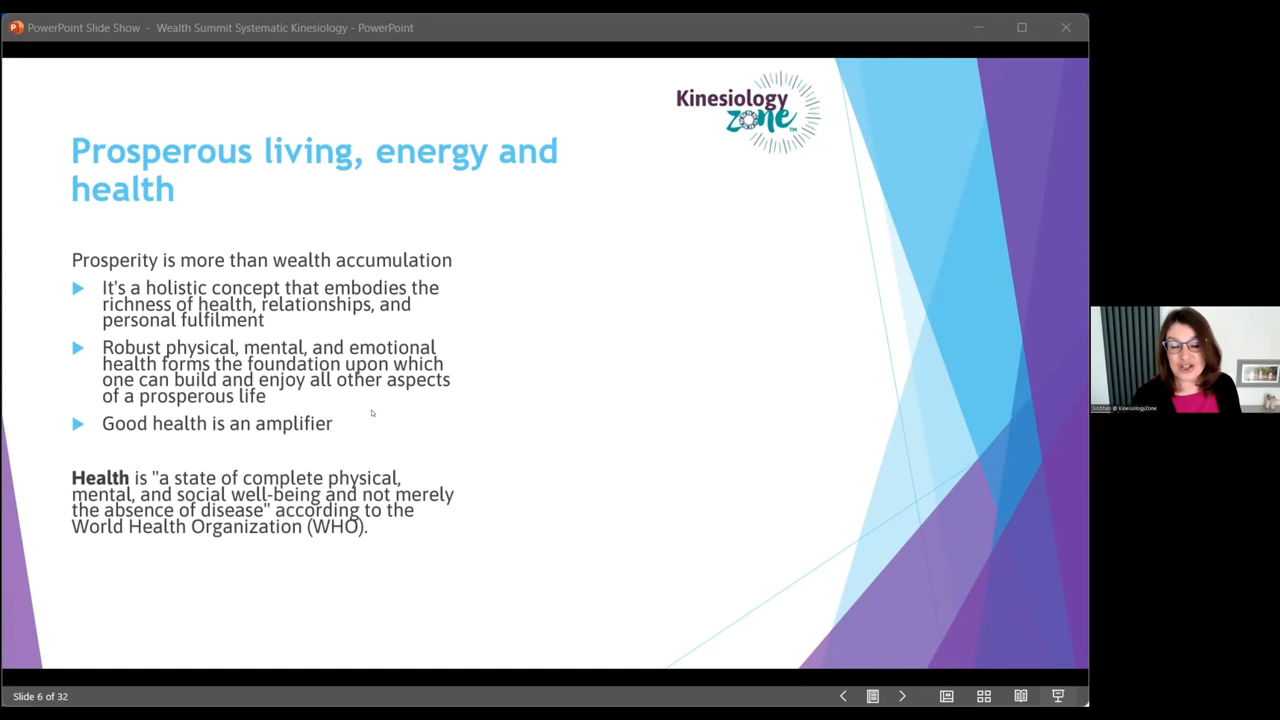 PowerPoint Slide Show - Wealth Summit Systematic Kinesiology - PowerPoint
Kinesiology
zone
TM
Prosperous living, energy and
health
Prosperity is more than wealth accumulation
It's a holistic concept that embodies the
richness of health, relationships, and
personal fulfilment
Robust physical, mental, and emotional
health forms the foundation upon which
one can build and enjoy all other aspects
of a prosperous life
Good health is an amplifier
Health is "a state of complete physical,
mental, and social well-being and not merely
the absence of disease" according to the
World Health Organization (WHO).
Siobhan @ KinesiologyZone
Slide 6 of 32